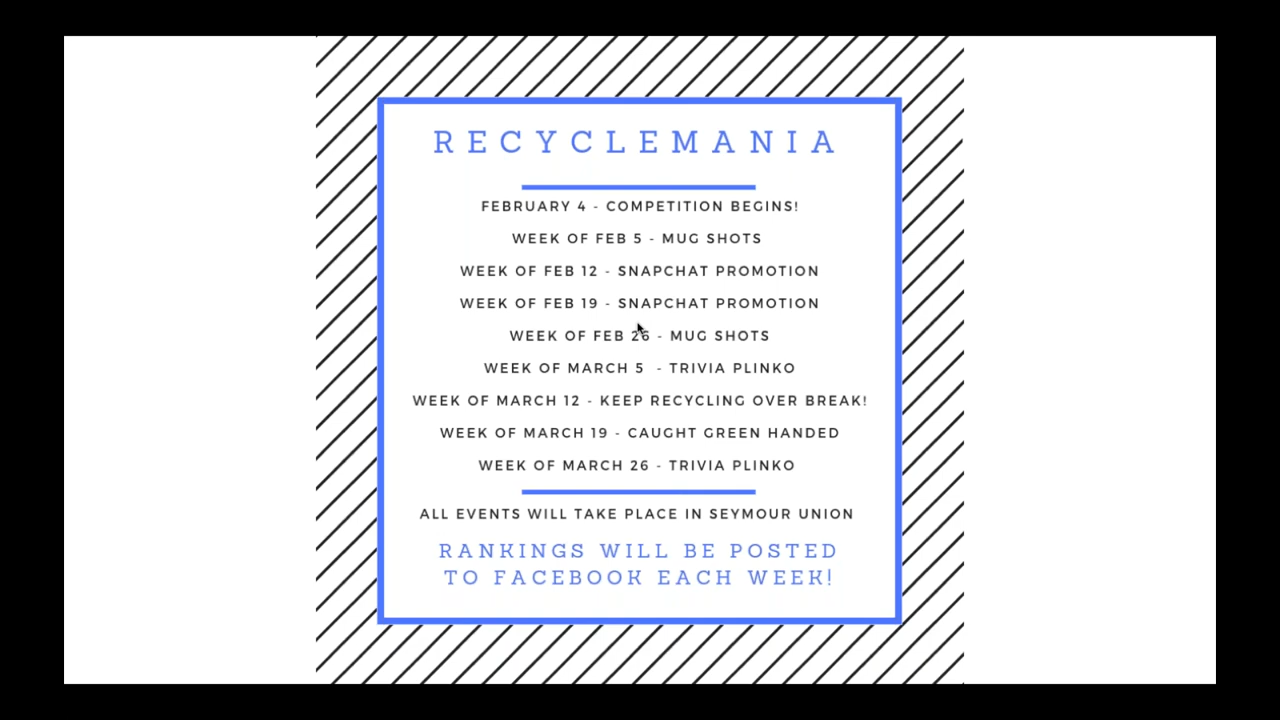 RECYCLEMANIA
FEBRUARY 4 - COMPETITION BEGINS!
WEEK OF FEB 5 - MUG SHOTS
WEEK OF FEB 12 - SNAPCHAT PROMOTION
WEEK OF FEB 19 - SNAPCHAT PROMOTION
WEEK OF FEB 26 - MUG SHOTS
WEEK OF MARCH 5 - TRIVIA PLINKO
WEEK OF MARCH 12 - KEEP RECYCLING OVER BREAK!
WEEK OF MARCH 19 - CAUGHT GREEN HANDED
WEEK OF MARCH 26 - TRIVIA PLINKO
ALL EVENTS WILL TAKE PLACE IN SEYMOUR UNION
RANKINGS WILL BE POSTED
TO FACEBOOK EACH WEEK!